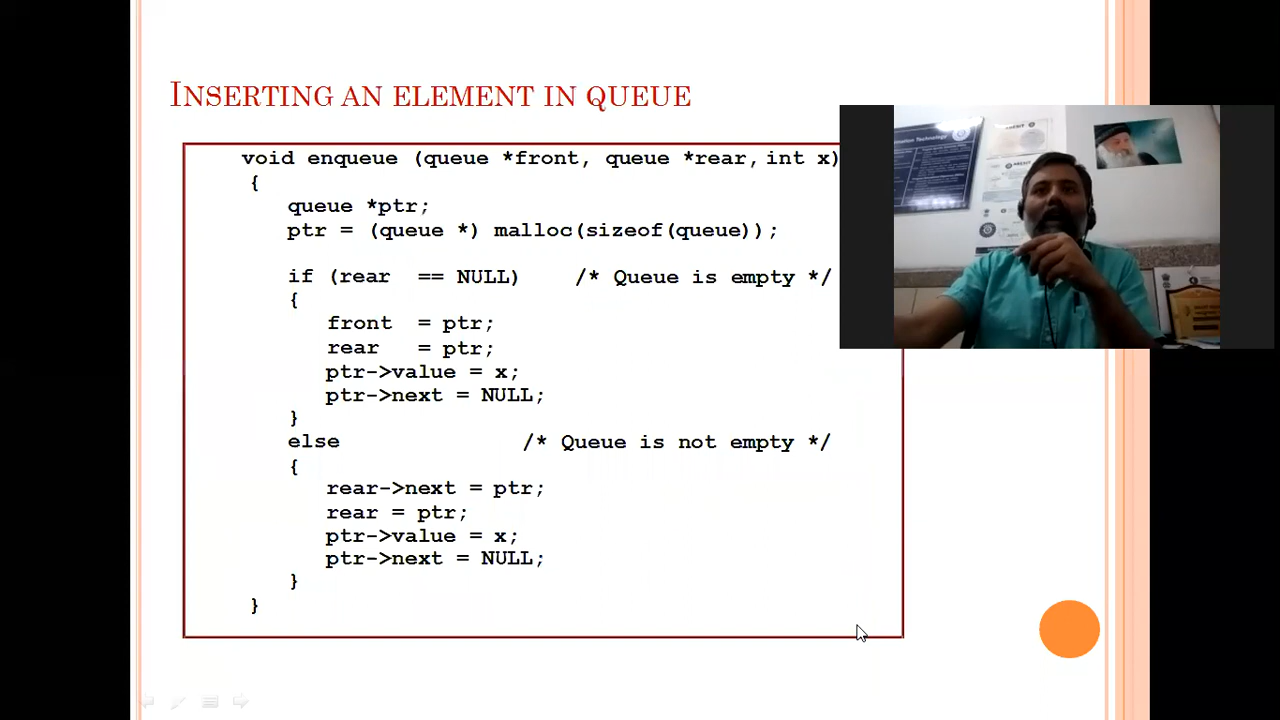 INSERTING AN ELEMENT IN QUEUE
void enqueue (queue *front, queue *rear, int x)
{
queue *ptr;
ptr = (queue *) malloc(sizeof(queue));
if (rear == NULL) /* Queue is empty */
{
front = ptr;
rear = ptr;
ptr->value = x;
ptr->next = NULL;
}
else /* Queue is not empty */
{
rear->next = ptr;
rear = ptr;
ptr->value = x;
ptr->next = NULL;
}
}